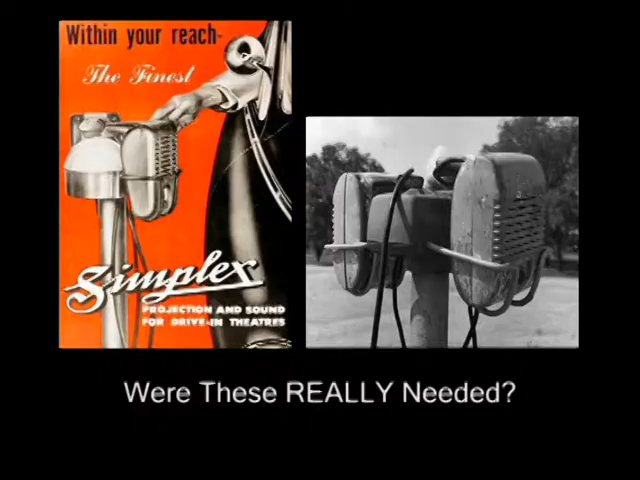 Within your reach-
The Finest
Simplex
PROJECTION AND SOUND
FOR DRIVE-IN THEATRES
Were These REALLY Needed?